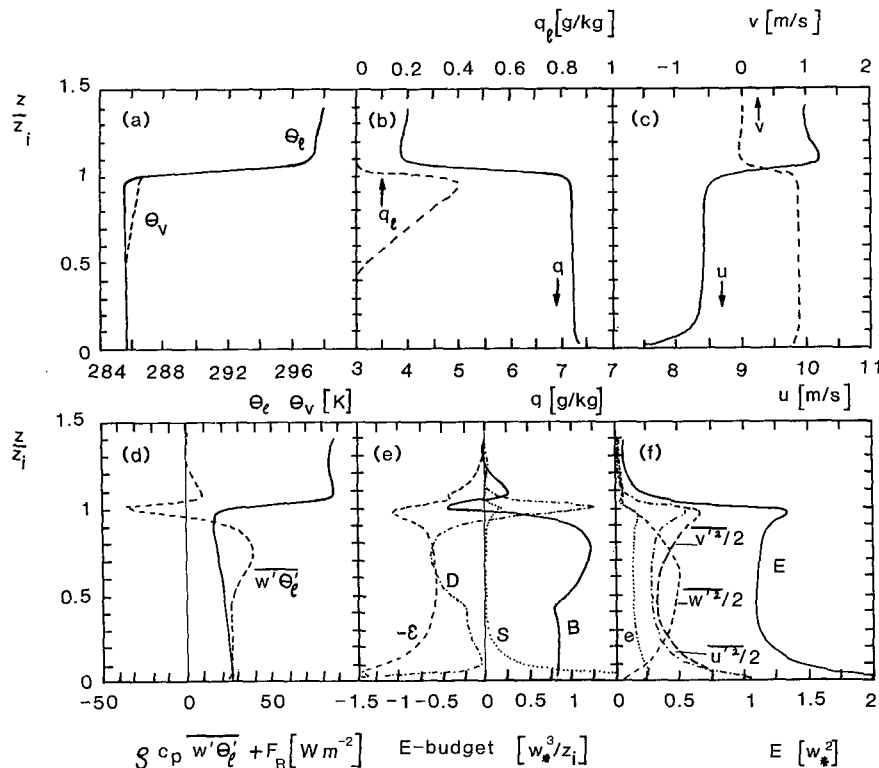 q_ℓ [g/kg] v [m/s]
0 0.2 0.4 0.6 0.8 1 -1 0 1 2
1.5
z/z_i
(a) (b) (c)
θ_ℓ
v
1
θ_v
q_ℓ
0.5
q u
0
284 288 292 296 3 4 5 6 7 7 8 9 10 11
θ_ℓ θ_v [K] q [g/kg] u [m/s]
1.5
z/z_i
(d) (e) (f)
1
v'²/2
w'θ_ℓ' E
D w'²/2
0.5
-ε S B e
u'²/2
0
-50 0 50 -1.5 -1 -0.5 0 0.5 1 0 0.5 1 1.5 2
ρ c_p w'θ_ℓ' + F_R [W m⁻²] E-budget [w_*³/z_i] E [w_*²]